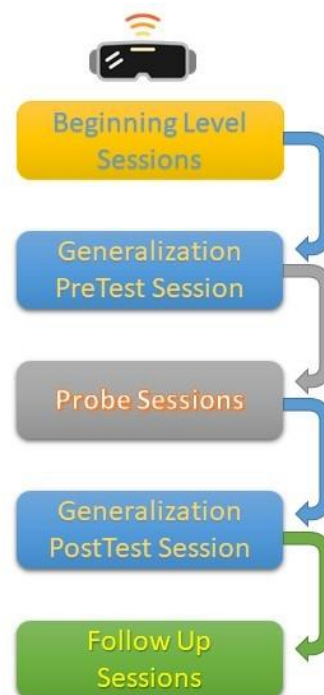 Beginning Level
Sessions
Generalization
PreTest Session
Probe Sessions
Generalization
PostTest Session
Follow Up
Sessions